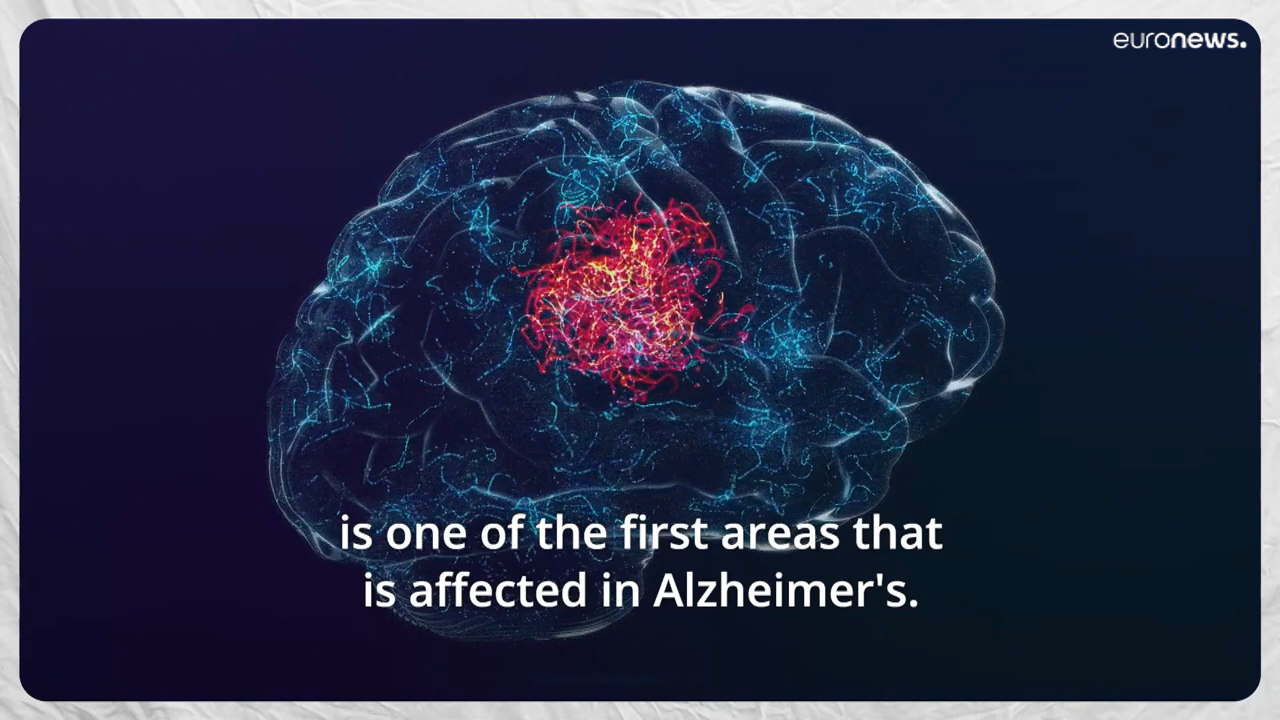 euronews.
is one of the first areas that
is affected in Alzheimer's.